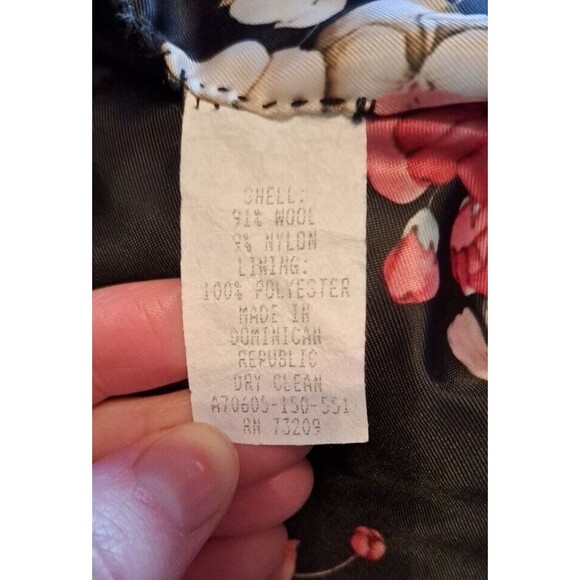 SHELL:
91% WOOL
9% NYLON
LINING:
100% POLYESTER
MADE IN
DOMINICAN
REPUBLIC
DRY CLEAN
A70605-150-551
RN 73209